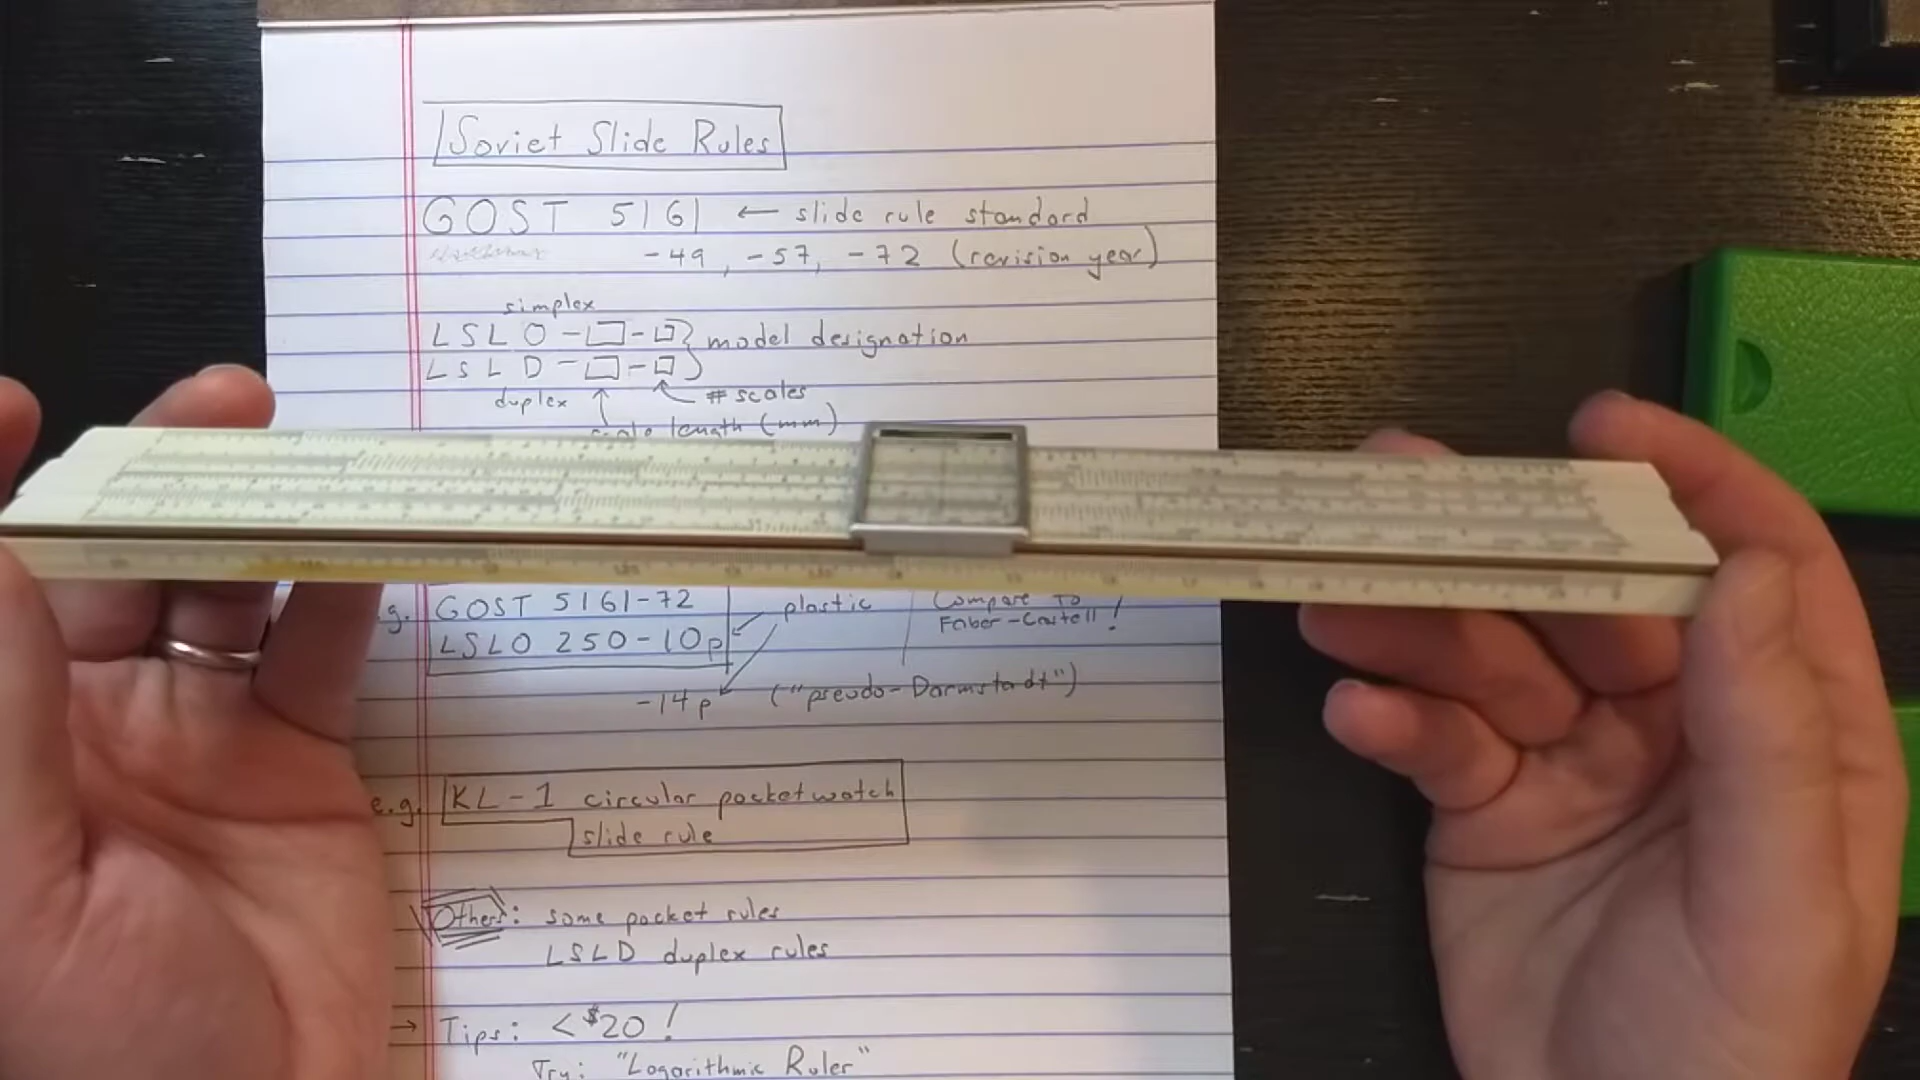 Soviet Slide Rules
GOST 5161 ← slide rule standard
-49, -57, -72 (revision year)
simplex
LSLO-□-□} model designation
LSLD-□-□)
duplex # scales
length (mm)
.g. GOST 5161-72 plastic Compare to
LSLO 250-10p Faber-Castell!
-14p ("pseudo-Darmstadt")
e.g. KL-1 circular pocketwatch
slide rule
Others: some pocket rules
LSLD duplex rules
→ Tips: <$20!
Try: "Logarithmic Ruler"